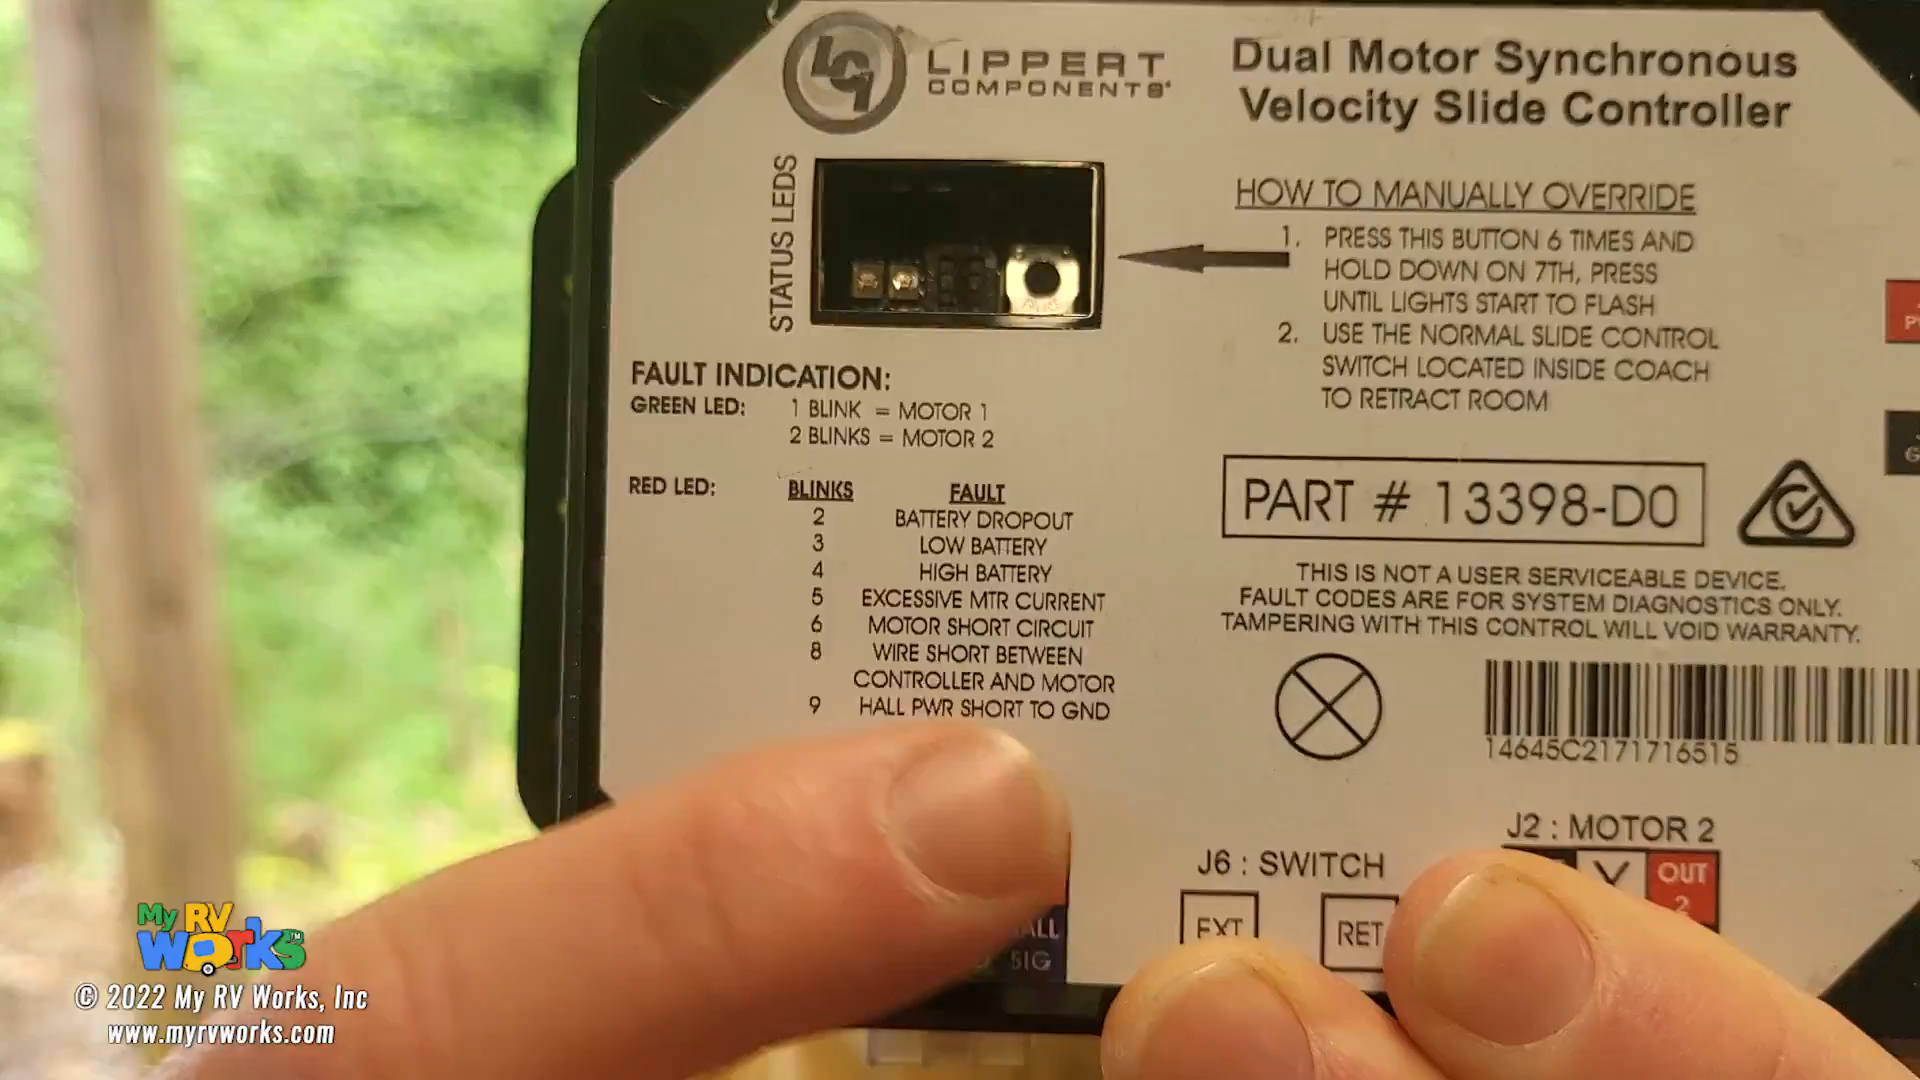 LCI
LIPPERT
COMPONENTS
Dual Motor Synchronous
Velocity Slide Controller
STATUS LEDS
HOW TO MANUALLY OVERRIDE
1. PRESS THIS BUTTON 6 TIMES AND
HOLD DOWN ON 7TH, PRESS
UNTIL LIGHTS START TO FLASH
2. USE THE NORMAL SLIDE CONTROL
SWITCH LOCATED INSIDE COACH
TO RETRACT ROOM
FAULT INDICATION:
GREEN LED: 1 BLINK = MOTOR 1
2 BLINKS = MOTOR 2
RED LED: BLINKS FAULT
2 BATTERY DROPOUT
3 LOW BATTERY
4 HIGH BATTERY
5 EXCESSIVE MTR CURRENT
6 MOTOR SHORT CIRCUIT
8 WIRE SHORT BETWEEN
CONTROLLER AND MOTOR
9 HALL PWR SHORT TO GND
PART # 13398-D0
THIS IS NOT A USER SERVICEABLE DEVICE.
FAULT CODES ARE FOR SYSTEM DIAGNOSTICS ONLY.
TAMPERING WITH THIS CONTROL WILL VOID WARRANTY.
14645C2171716515
J2 : MOTOR 2
OUT
2
J6 : SWITCH
EXT
RET
SIG
My RV
Works™
© 2022 My RV Works, Inc
www.myrvworks.com